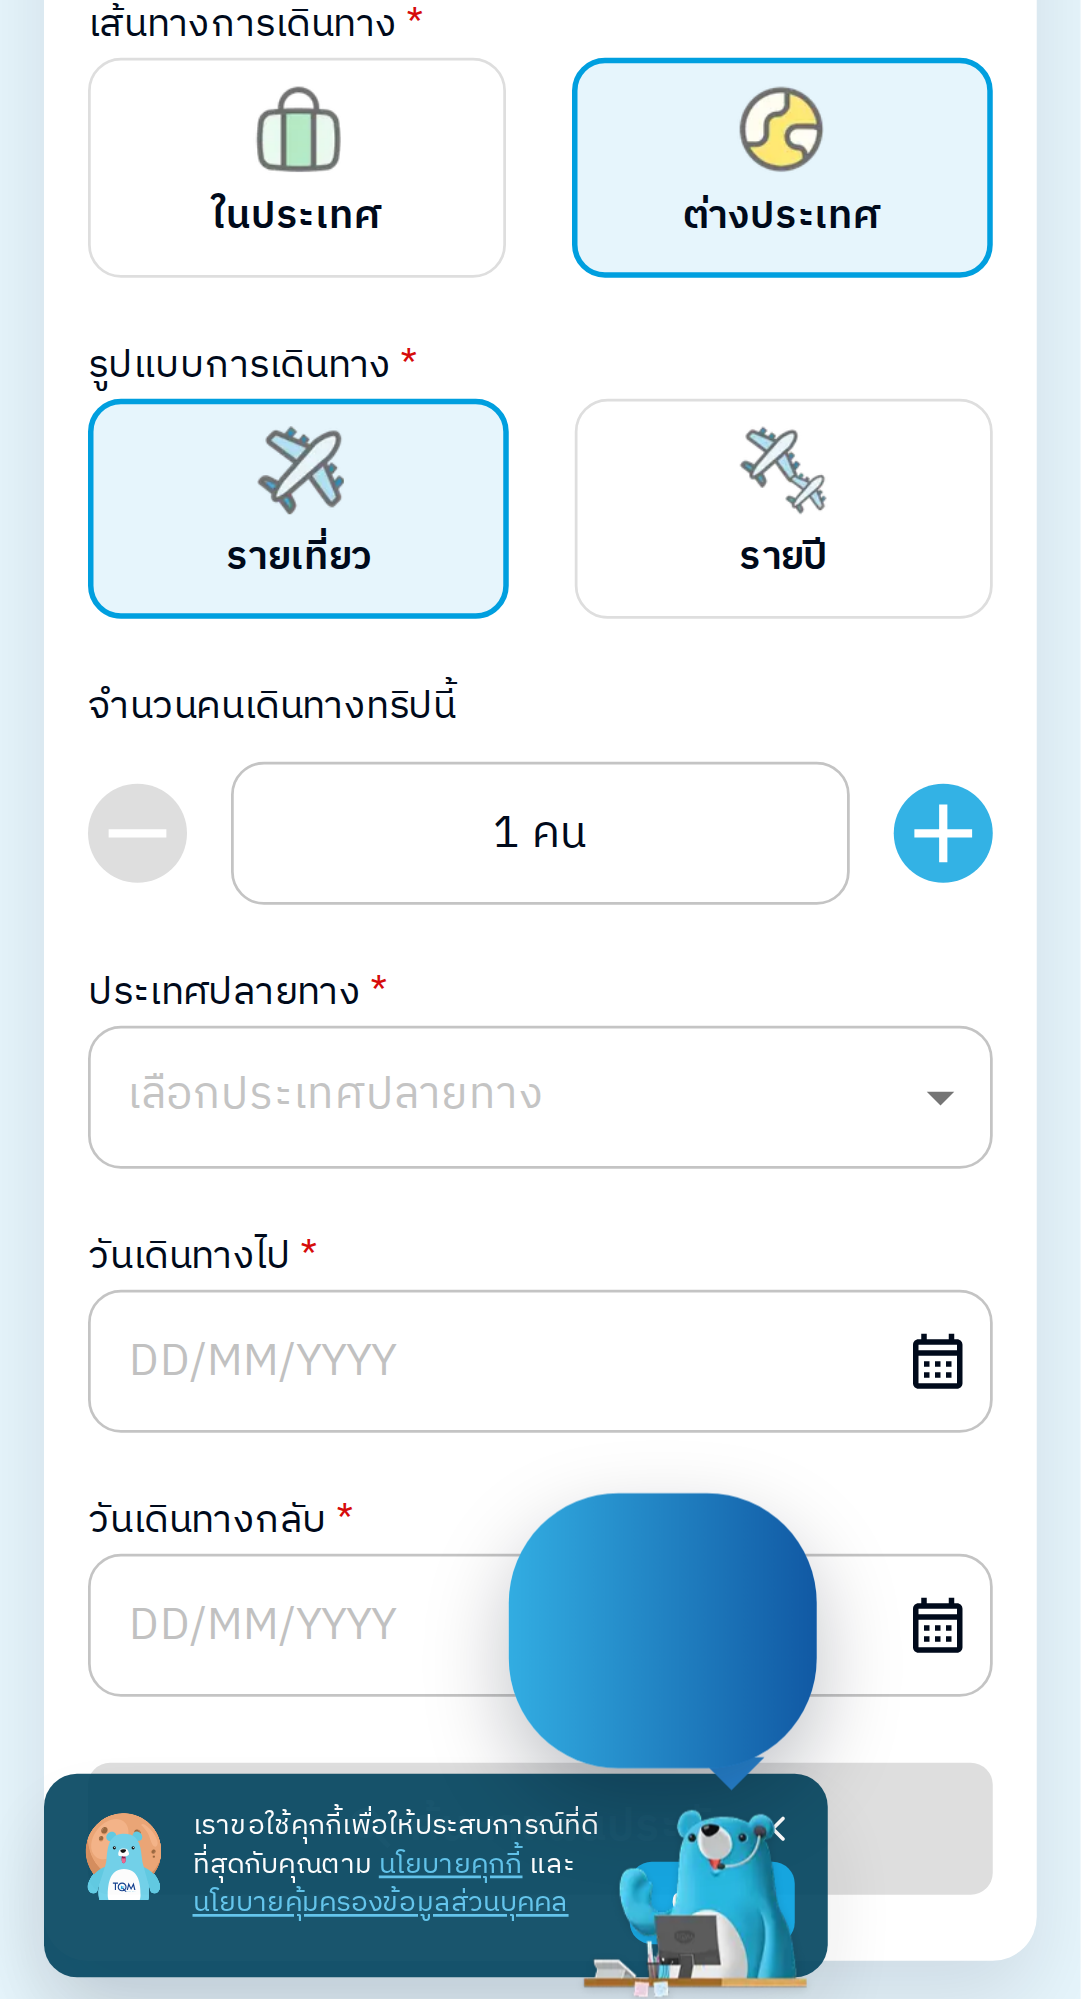 เส้นทางการเดินทาง *
ในประเทศ
ต่างประเทศ
รูปแบบการเดินทาง *
รายเที่ยว
รายปี
จำนวนคนเดินทางทริปนี้
1 คน
ประเทศปลายทาง *
เลือกประเทศปลายทาง
วันเดินทางไป *
DD/MM/YYYY
วันเดินทางกลับ *
DD/MM/YYYY
เราขอใช้คุกกี้เพื่อให้ประสบการณ์ที่ดี
ที่สุดกับคุณตาม นโยบายคุกกี้ และ
นโยบายคุ้มครองข้อมูลส่วนบุคคล
TQM